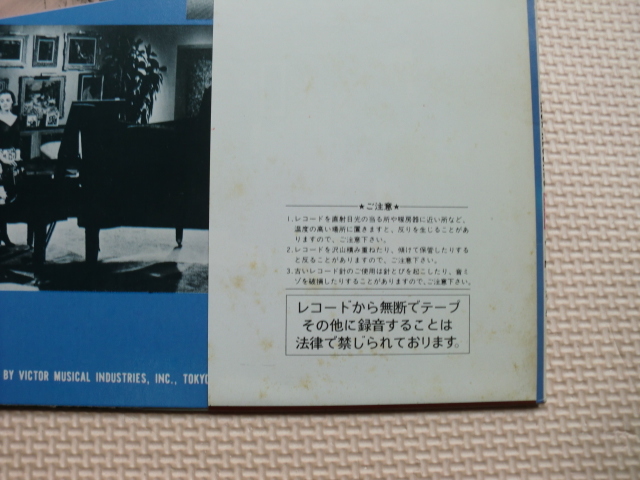 ★ご注意★
1.レコードを直射日光の当る所や暖房器に近い所など、
温度の高い場所に置きますと、反りを生じることがあ
りますので、ご注意下さい。
2.レコードを沢山積み重ねたり、傾けて保管したりする
と反ることがありますので、ご注意下さい。
3.古いレコード針のご使用は針とびを起こしたり、音ミ
ゾを破損したりすることがありますので、ご注意下さい。
レコードから無断でテープ
その他に録音することは
法律で禁じられております。
BY VICTOR MUSICAL INDUSTRIES, INC., TOKYO